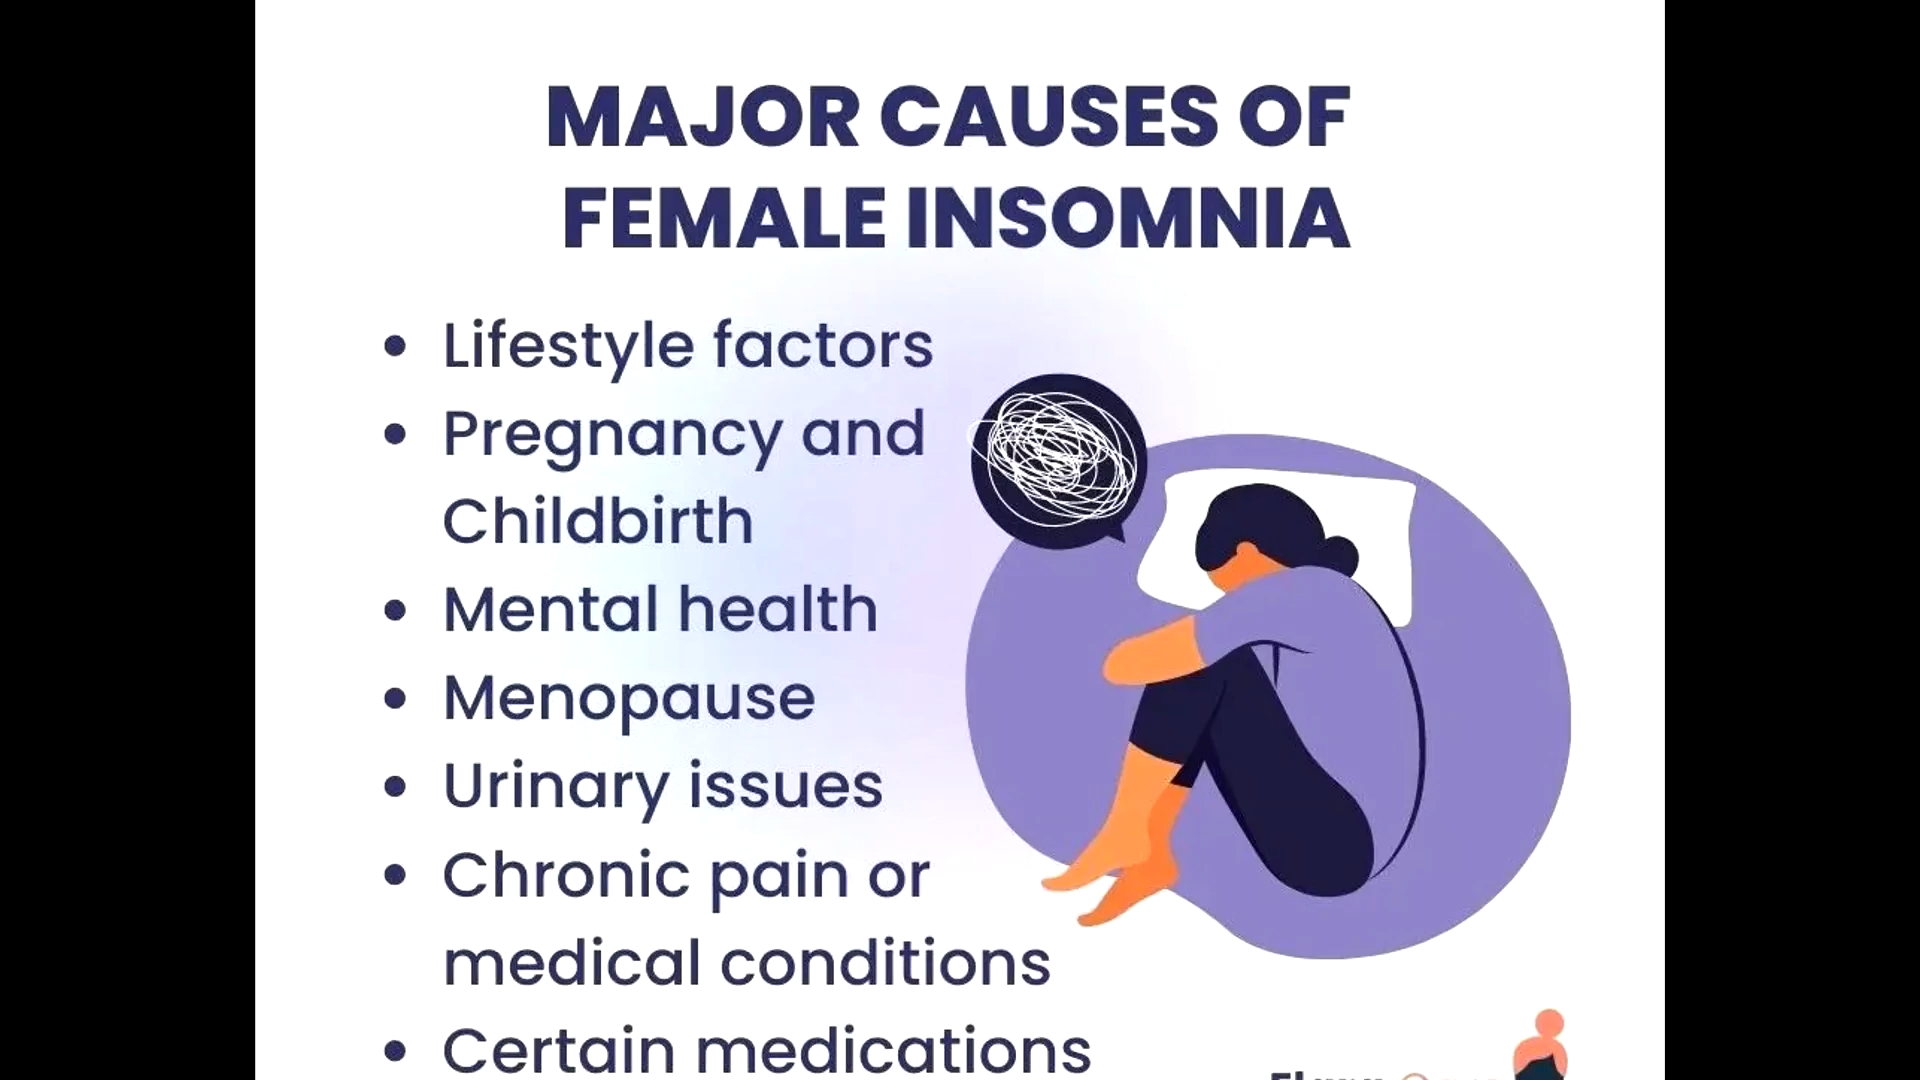 MAJOR CAUSES OF
FEMALE INSOMNIA
• Lifestyle factors
• Pregnancy and
Childbirth
• Mental health
• Menopause
• Urinary issues
• Chronic pain or
medical conditions
• Certain medications